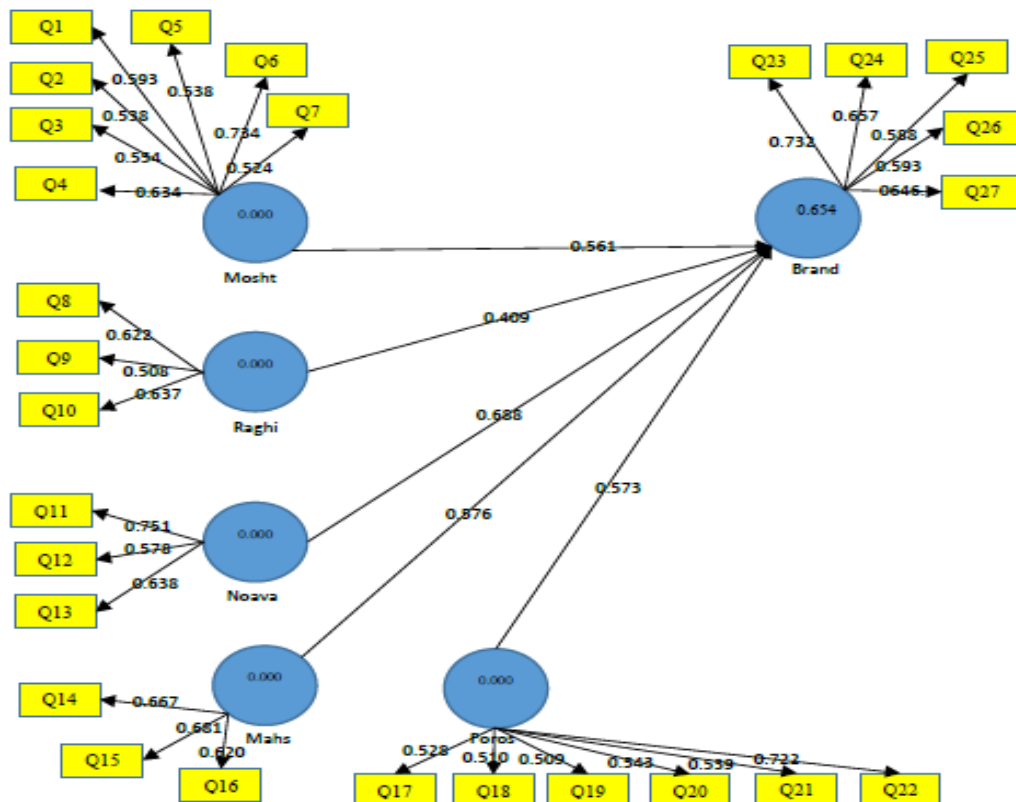 Q1
Q5
Q6
Q2
Q3
Q7
Q4
0.593
0.538
0.538
0.734
0.554
0.524
0.634
0.000
Mosht
Q23
Q24
Q25
Q26
Q27
0.732
0.657
0.588
0.593
0646.
0.654
Brand
0.561
Q8
Q9
Q10
0.622
0.508
0.637
0.000
Raghi
0.409
Q11
Q12
Q13
0.751
0.578
0.638
0.000
Noava
0.688
Q14
Q15
Q16
0.667
0.681
0.620
0.000
Mahs
0.576
0.573
0.000
Poros
0.528
0.510
0.509
0.543
0.539
0.722
Q17
Q18
Q19
Q20
Q21
Q22